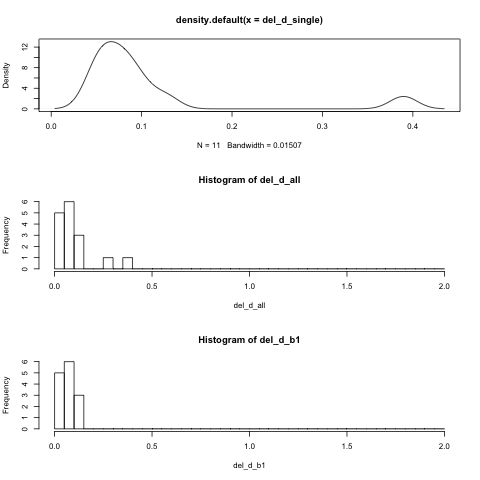 density.default(x = del_d_single)
Density
0 4 8 12
0.0 0.1 0.2 0.3 0.4
N = 11 Bandwidth = 0.01507
Histogram of del_d_all
Frequency
0 1 2 3 4 5 6
0.0 0.5 1.0 1.5 2.0
del_d_all
Histogram of del_d_b1
Frequency
0 1 2 3 4 5 6
0.0 0.5 1.0 1.5 2.0
del_d_b1